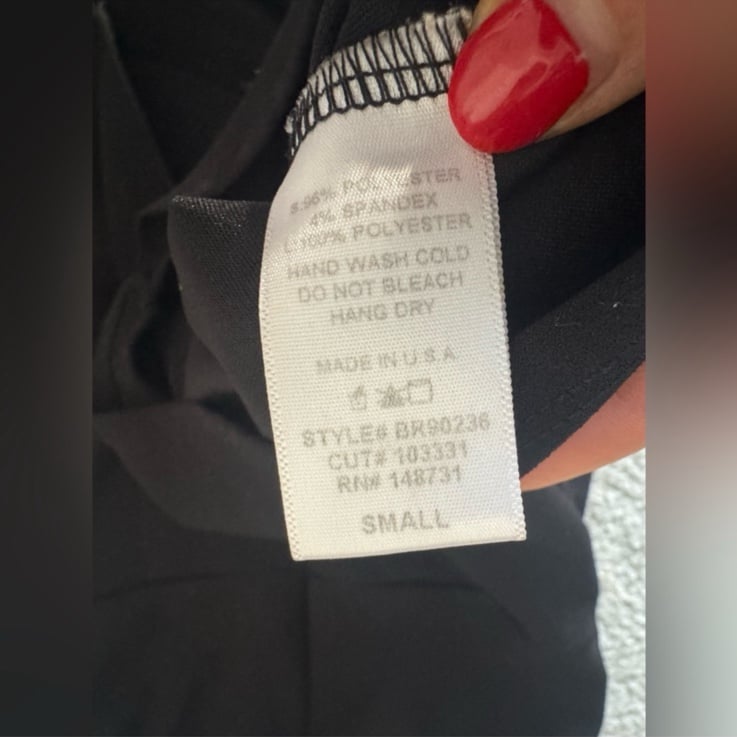 S:96% POLYESTER
4% SPANDEX
L:100% POLYESTER
HAND WASH COLD
DO NOT BLEACH
HANG DRY
MADE IN U.S.A
STYLE# BR90236
CUT# 103331
RN# 148731
SMALL